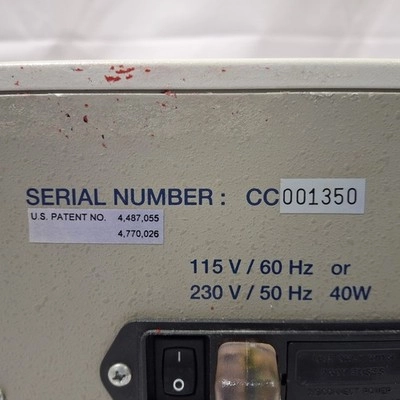 SERIAL NUMBER : CC001350
U.S. PATENT NO. 4,487,055
4,770,026
115 V / 60 Hz or
230 V / 50 Hz 40W
I
O